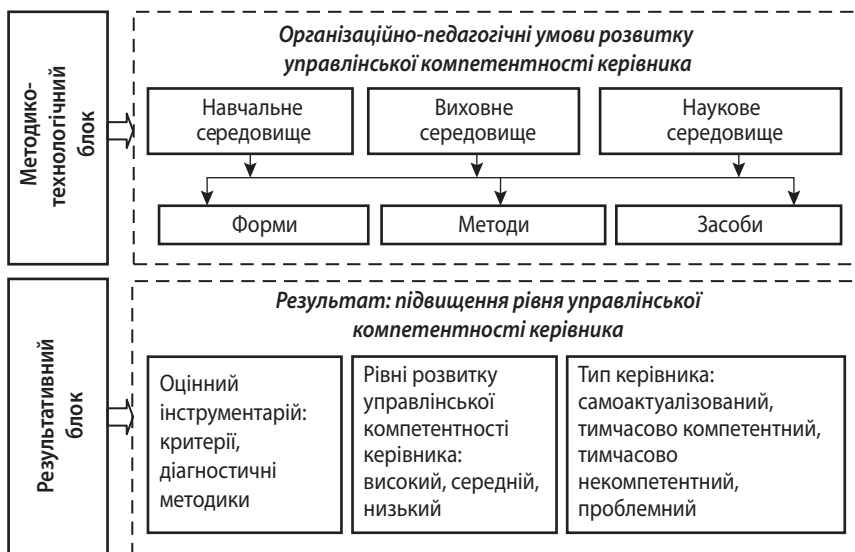 Методико-
технологічний
блок
Організаційно-педагогічні умови розвитку
управлінської компетентності керівника
Навчальне
середовище
Виховне
середовище
Наукове
середовище
Форми
Методи
Засоби
Результативний
блок
Результат: підвищення рівня управлінської
компетентності керівника
Оцінний
інструментарій:
критерії,
діагностичні
методики
Рівні розвитку
управлінської
компетентності
керівника:
високий, середній,
низький
Тип керівника:
самоактуалізований,
тимчасово компетентний,
тимчасово
некомпетентний,
проблемний